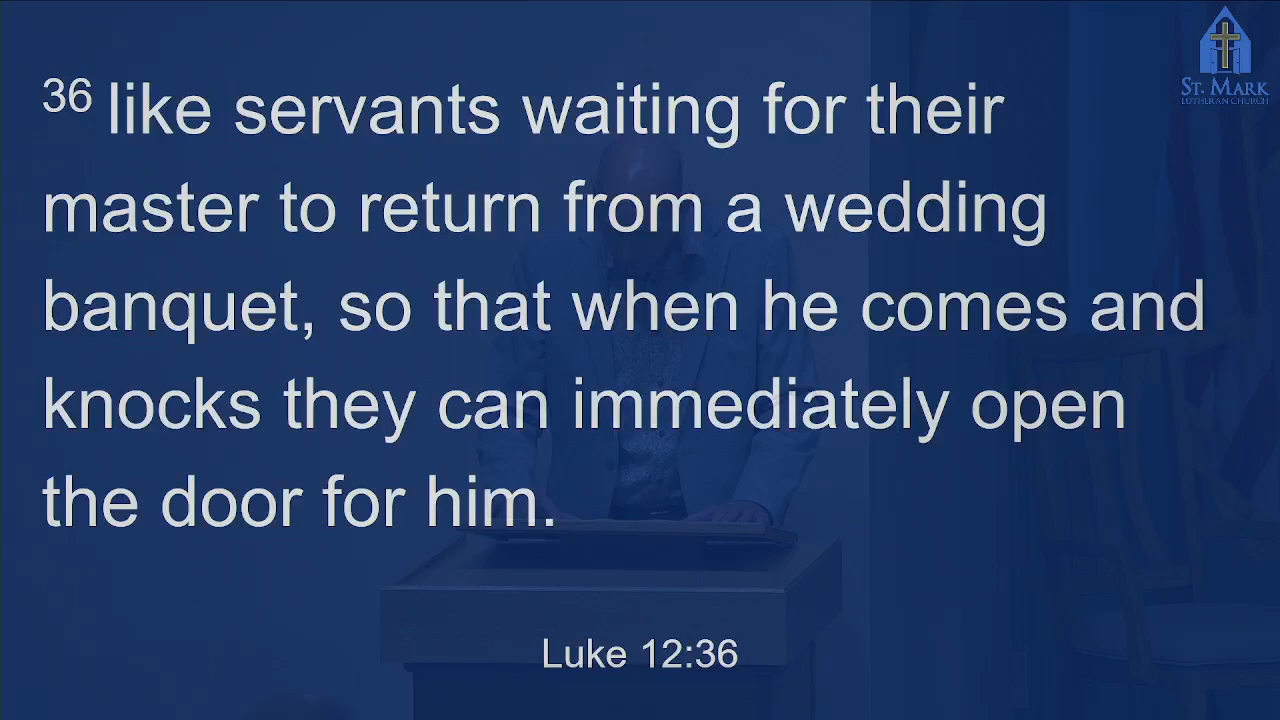 ST. MARK
LUTHERAN CHURCH
36 like servants waiting for their
master to return from a wedding
banquet, so that when he comes and
knocks they can immediately open
the door for him.
Luke 12:36